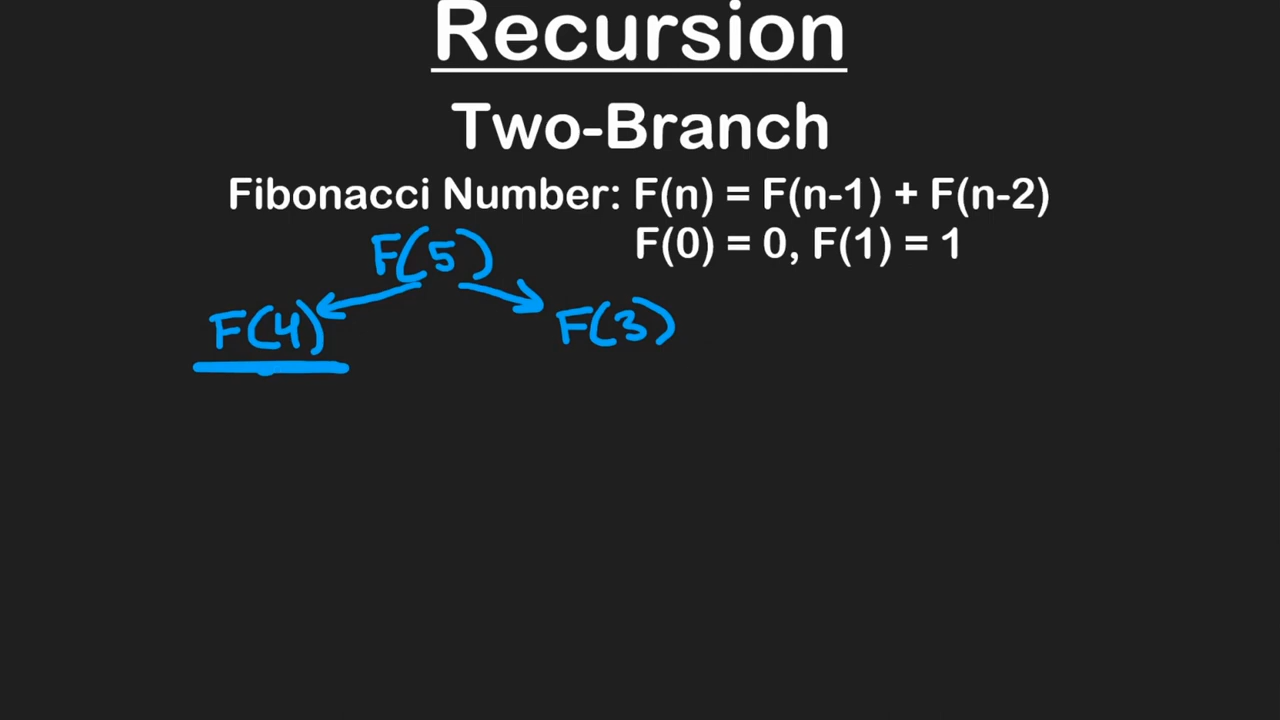 Recursion
Two-Branch
Fibonacci Number: F(n) = F(n-1) + F(n-2)
F(0) = 0, F(1) = 1
F(5)
F(4) F(3)